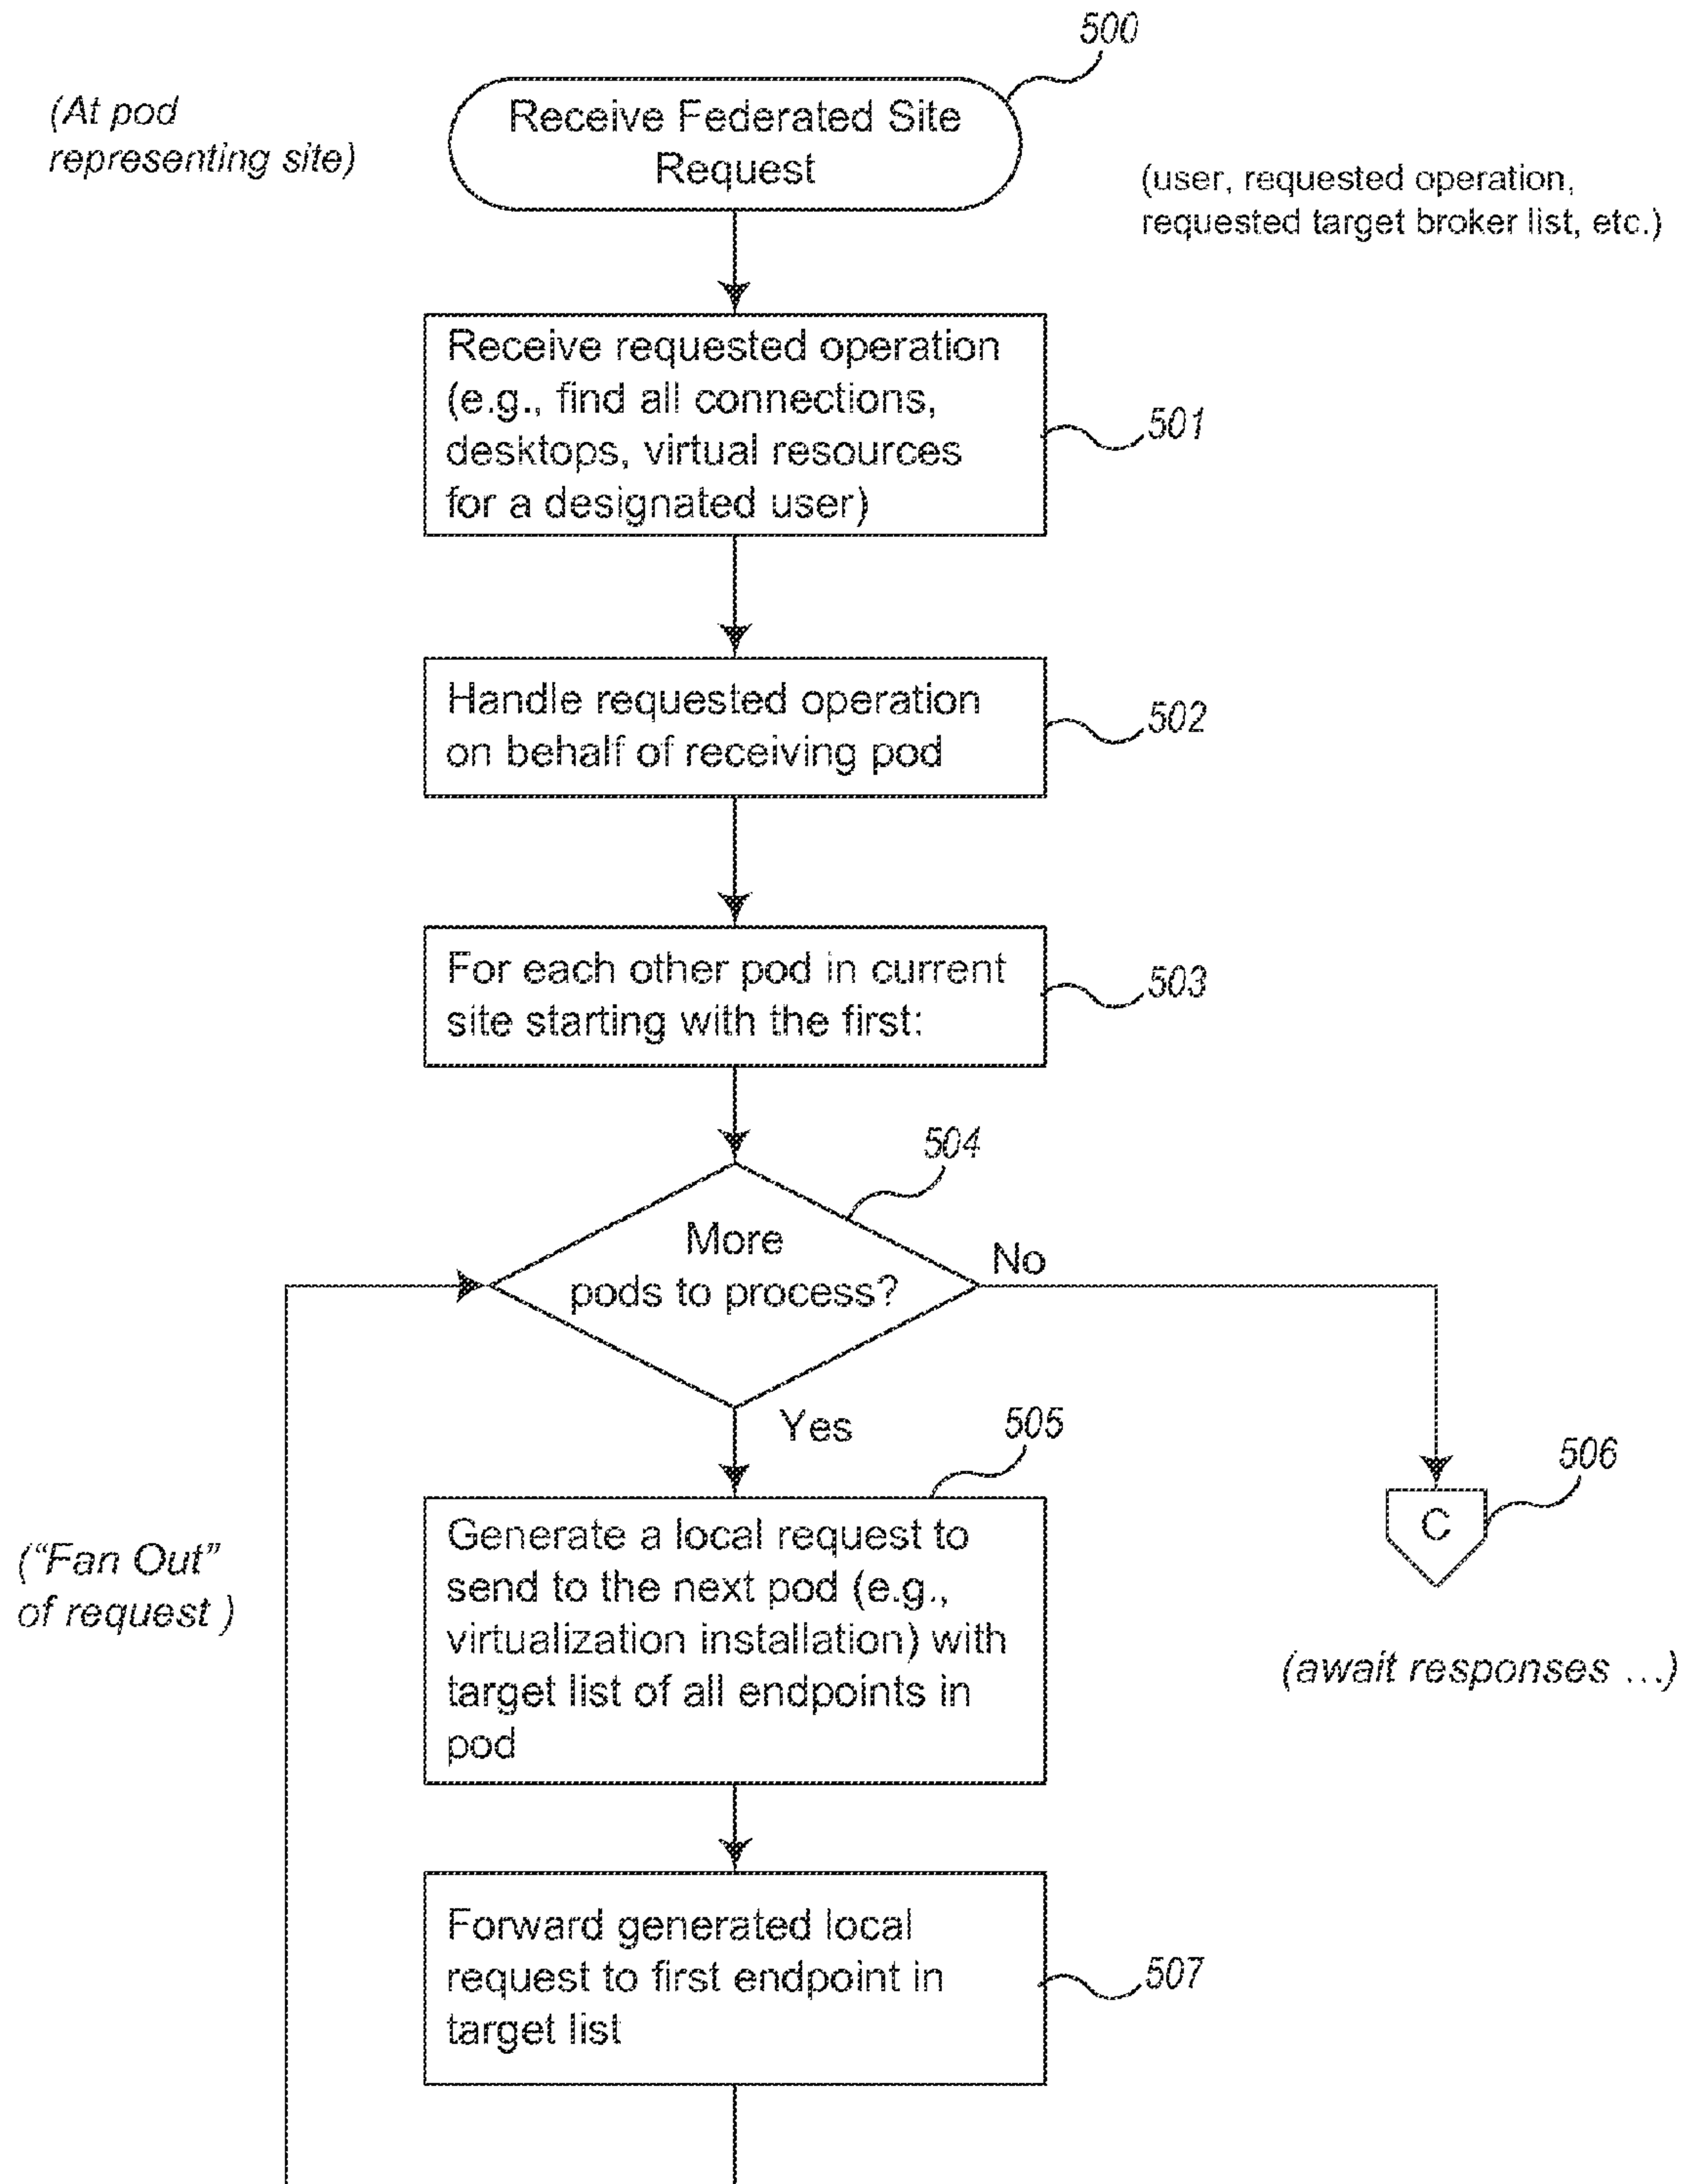 500
(At pod
representing site)
Receive Federated Site
Request
(user, requested operation,
requested target broker list, etc.)
Receive requested operation
(e.g., find all connections,
desktops, virtual resources
for a designated user)
501
Handle requested operation
on behalf of receiving pod
502
For each other pod in current
site starting with the first:
503
504
More
pods to process?
No
Yes
505
506
C
("Fan Out"
of request )
Generate a local request to
send to the next pod (e.g.,
virtualization installation) with
target list of all endpoints in
pod
(await responses ...)
Forward generated local
request to first endpoint in
target list
507